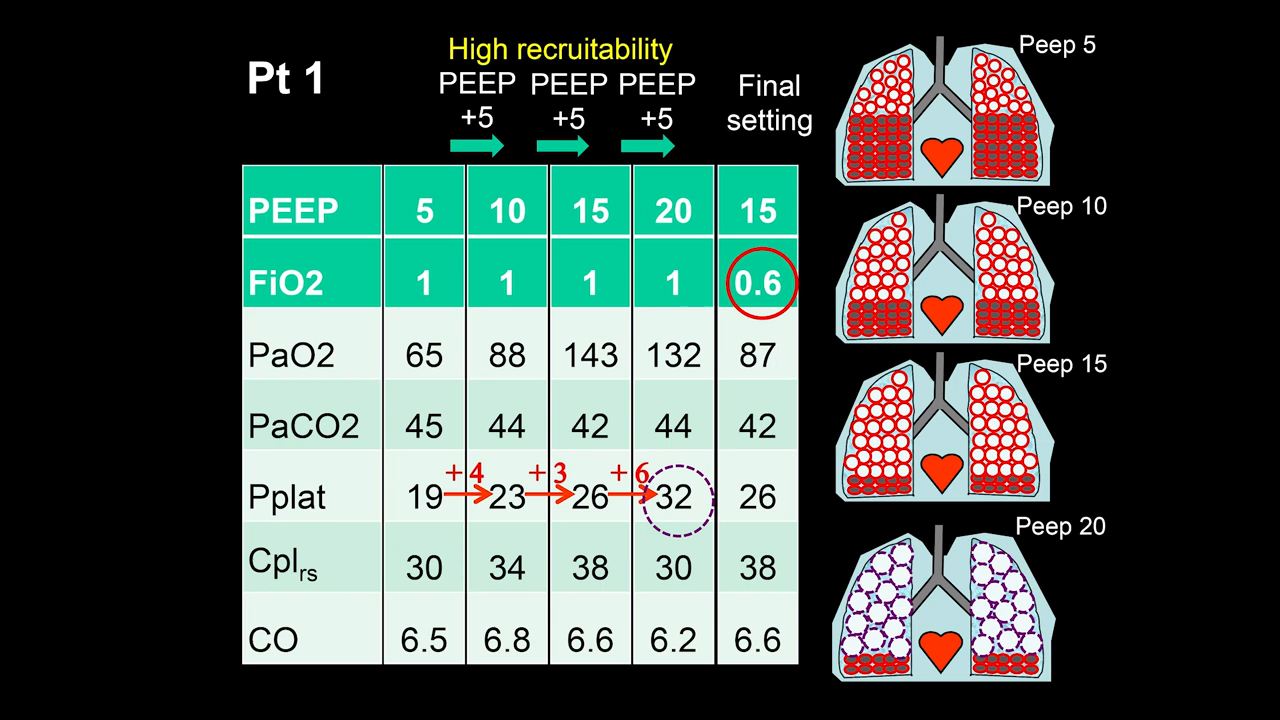 High recruitability
Pt 1
PEEP +5 PEEP +5 PEEP +5 Final setting
PEEP 5 10 15 20 15
FiO2 1 1 1 1 0.6
PaO2 65 88 143 132 87
PaCO2 45 44 42 44 42
+4 +3 +6
Pplat 19 23 26 32 26
Cplrs 30 34 38 30 38
CO 6.5 6.8 6.6 6.2 6.6
Peep 5
Peep 10
Peep 15
Peep 20